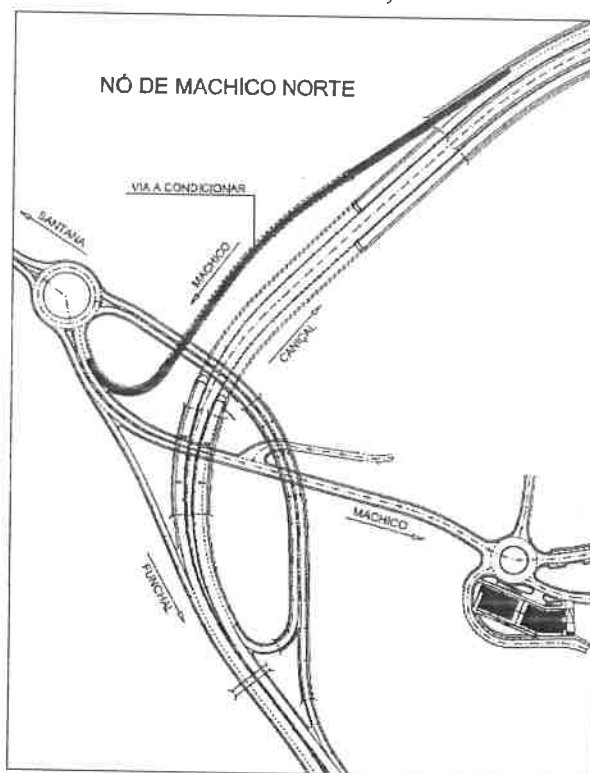 NÓ DE MACHICO NORTE
VIA A CONDICIONAR
SANTANA
MACHICO
CANIÇAL
MACHICO
FUNCHAL